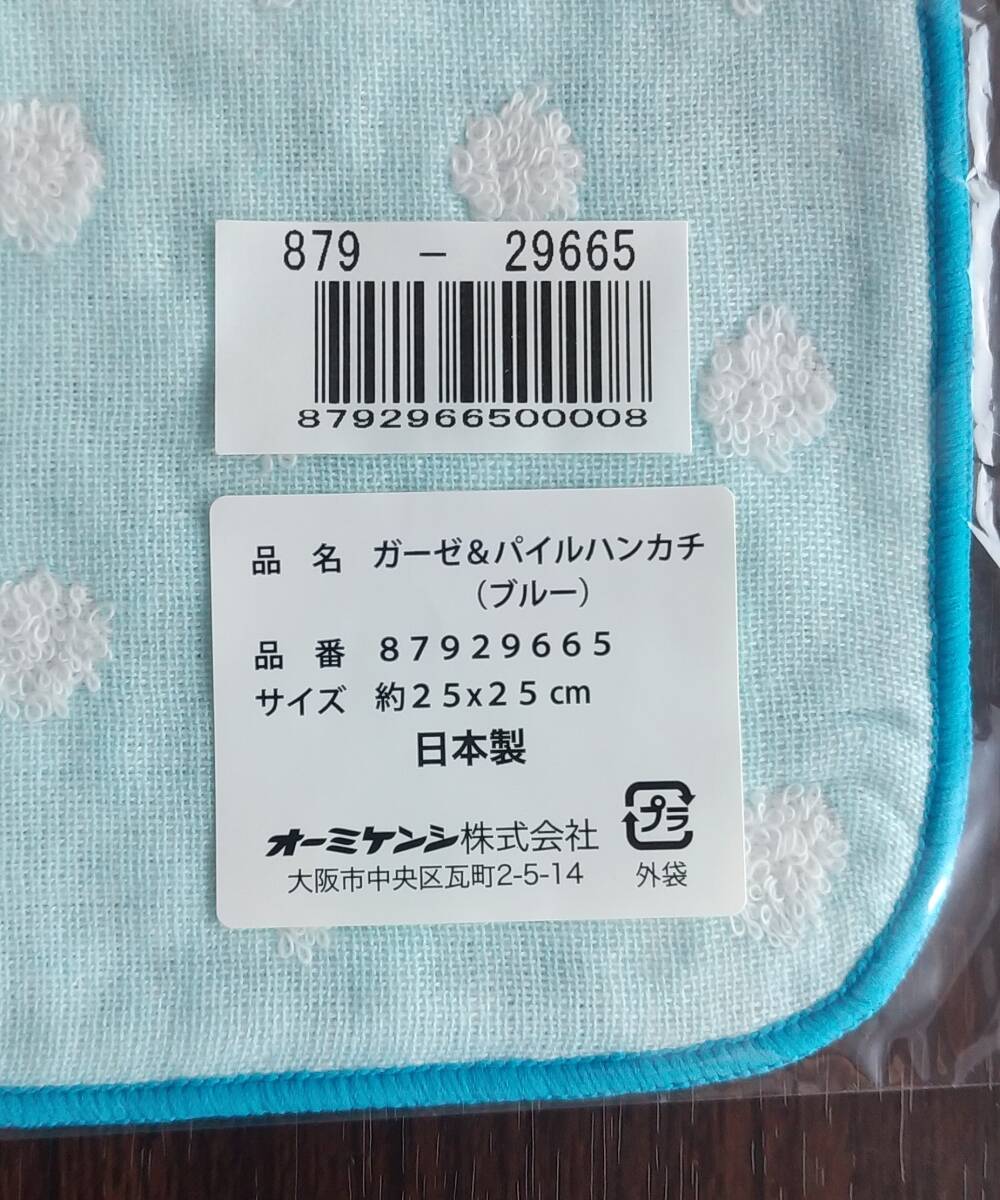 879 － 29665
8792966500008
品 名 ガーゼ＆パイルハンカチ
（ブルー）
品 番 ８７９２９６６５
サイズ 約２５x２５cm
日本製
オーミケンシ株式会社
プラ
大阪市中央区瓦町2-5-14 外袋